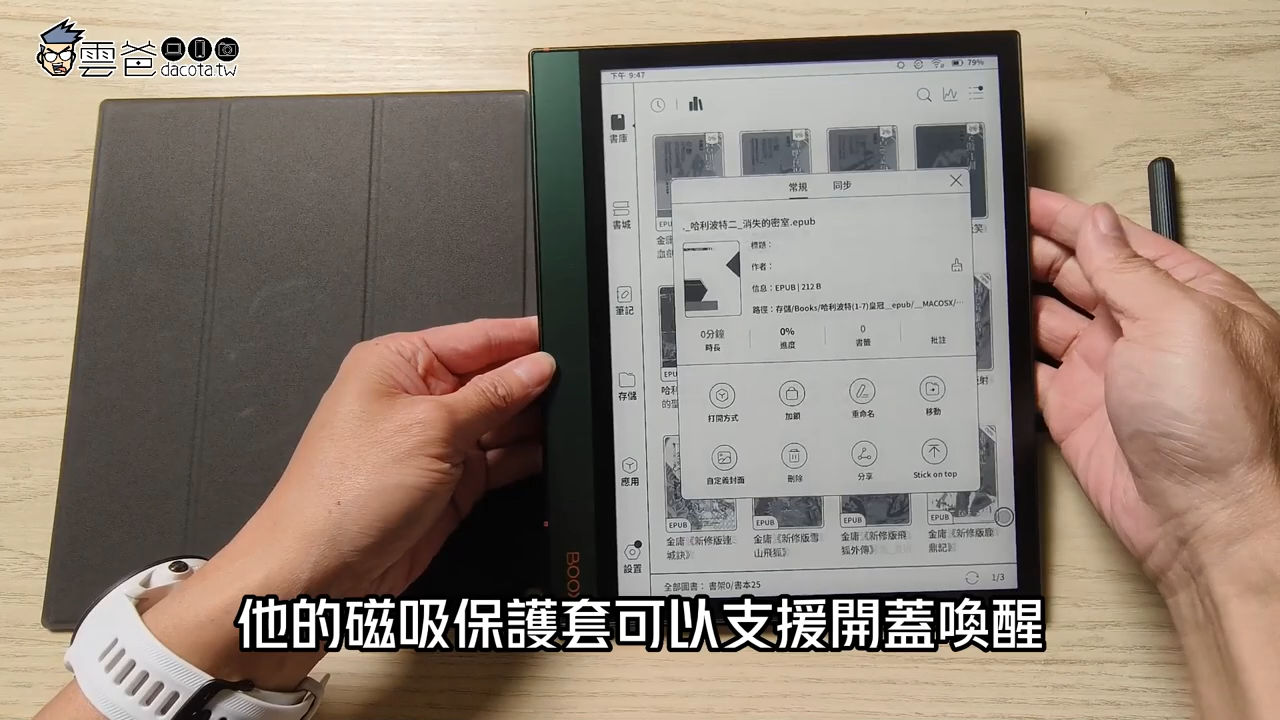 雲爸
dacota.tw
下午 9:47
79%
書庫
書城
筆記
存儲
應用
設置
常規 同步
._哈利波特二_消失的密室.epub
標題：
作者：
信息：EPUB | 212 B
路徑：存儲/Books/哈利波特(1-7)皇冠__epub/__MACOSX/…
0分鐘 0% 0
時長 進度 書籤 批註
打開方式 加鎖 重命名 移動
自定義封面 刪除 分享 Stick on top
EPUB EPUB EPUB EPUB
金庸《新修版連 金庸《新修版雪 金庸《新修版飛 金庸《新修版鹿
城訣》 山飛狐》 狐外傳》 鼎記》
全部圖書： 書架0/書本25
1/3
BOOX
他的磁吸保護套可以支援開蓋喚醒